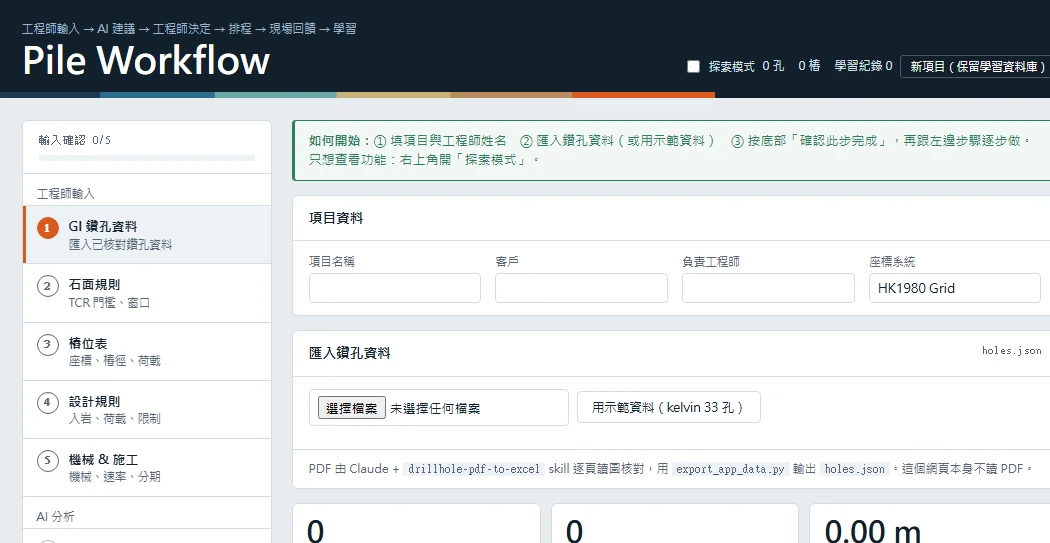 工程師輸入 → AI 建議 → 工程師決定 → 排程 → 現場回饋 → 學習
Pile Workflow
探索模式 0 孔 0 樁 學習紀錄 0 新項目 ( 保留學習資料庫 )
輸入確認 0/5
工程師輸入
1 GI 鑽孔資料
匯入已核對鑽孔資料
2 石面規則
TCR 門檻、窗口
3 樁位表
座標、樁徑、荷載
4 設計規則
入岩、荷載、限制
5 機械 & 施工
機械、速率、分期
AI 分析
如何開始：① 填項目與工程師姓名 ② 匯入鑽孔資料 ( 或用示範資料 ) ③ 按底部「確認此步完成」，再跟左邊步驟逐步做。
只想查看功能：右上角開「探索模式」。
項目資料
項目名稱 客戶 負責工程師 座標系統
HK1980 Grid
匯入鑽孔資料 holes.json
選擇檔案 未選擇任何檔案 用示範資料 ( kelvin 33 孔 )
PDF 由 Claude + drillhole-pdf-to-excel skill 逐頁讀圖核對，用 export_app_data.py 輸出 holes.json。這個網頁本身不讀 PDF。
0 0 0.00 m